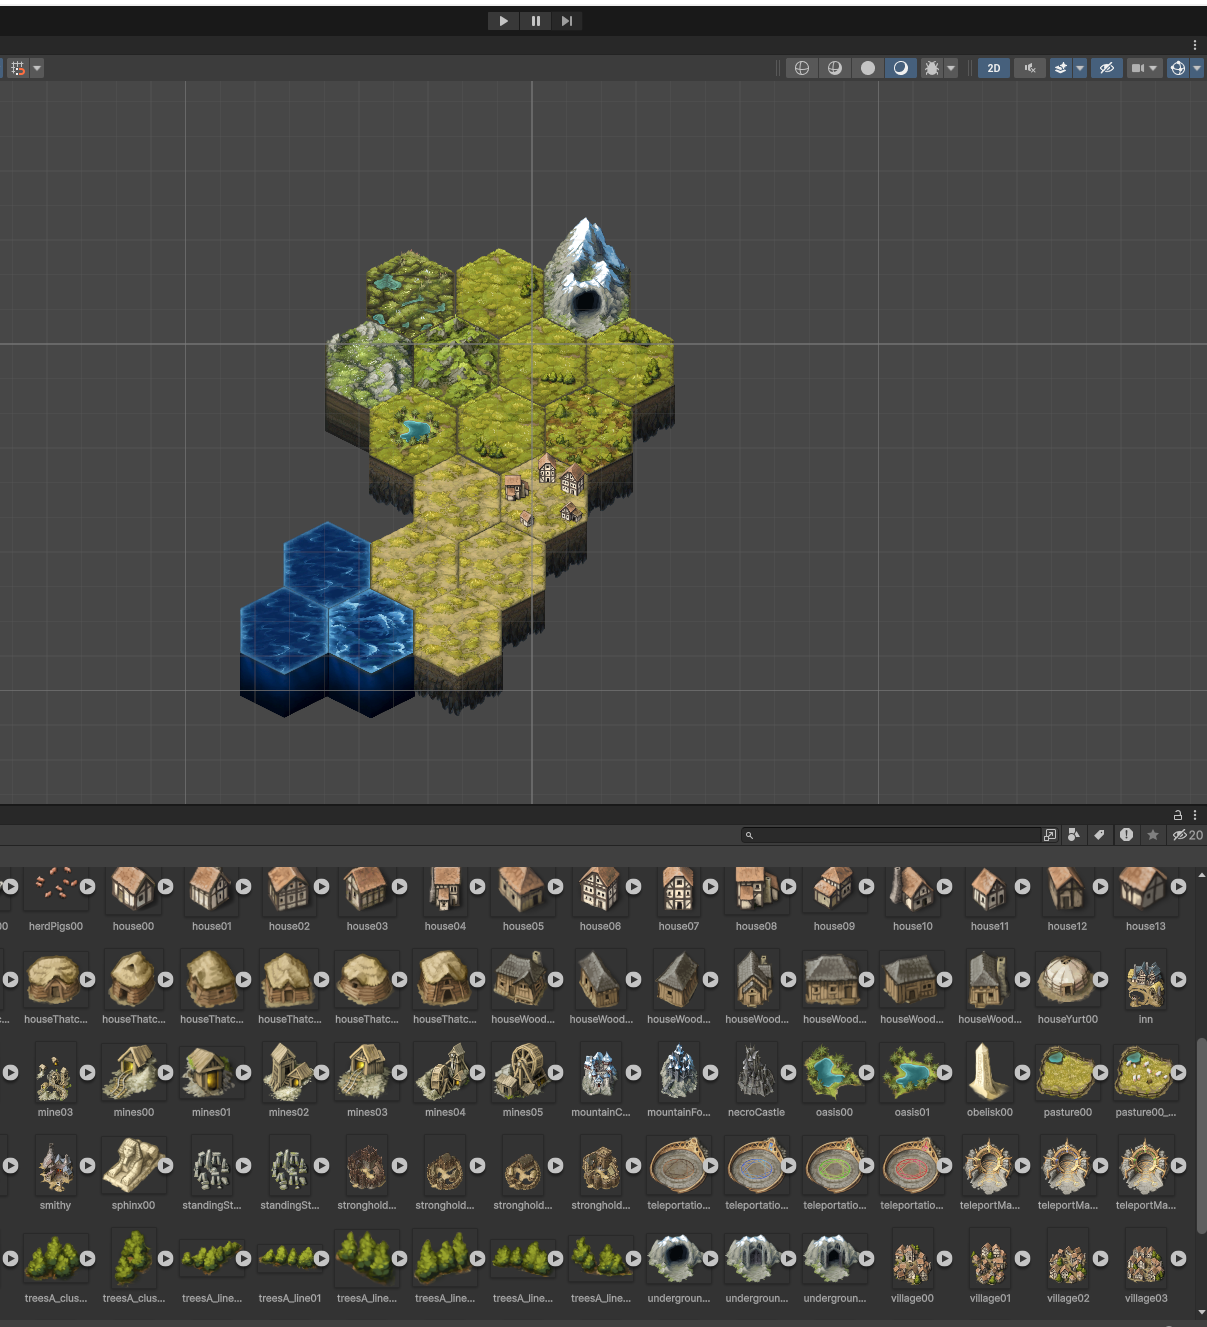 2D
20
00 herdPigs00 house00 house01 house02 house03 house04 house05 house06 house07 house08 house09 house10 house11 house12 house13
c... houseThatc... houseThatc... houseThatc... houseThatc... houseThatc... houseThatc... houseWood... houseWood... houseWood... houseWood... houseWood... houseWood... houseWood... houseYurt00 inn
mine03 mines00 mines01 mines02 mines03 mines04 mines05 mountainC... mountainFo... necroCastle oasis00 oasis01 obelisk00 pasture00 pasture00_...
smithy sphinx00 standingSt... standingSt... stronghold... stronghold... stronghold... stronghold... teleportatio... teleportatio... teleportatio... teleportatio... teleportMa... teleportMa... teleportMa...
treesA_clus... treesA_clus... treesA_line... treesA_line01 treesA_line... treesA_line... treesA_line... treesA_line... undergroun... undergroun... undergroun... village00 village01 village02 village03